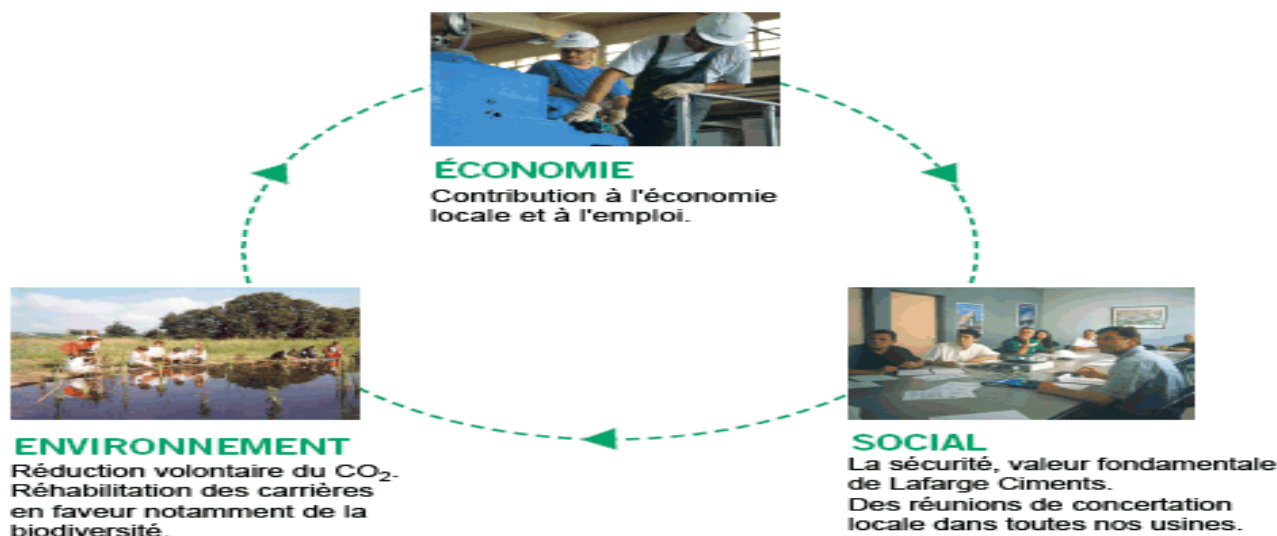 ÉCONOMIE
Contribution à l'économie
locale et à l'emploi.
ENVIRONNEMENT
Réduction volontaire du CO₂.
Réhabilitation des carrières
en faveur notamment de la
biodiversité.
SOCIAL
La sécurité, valeur fondamentale
de Lafarge Ciments.
Des réunions de concertation
locale dans toutes nos usines.